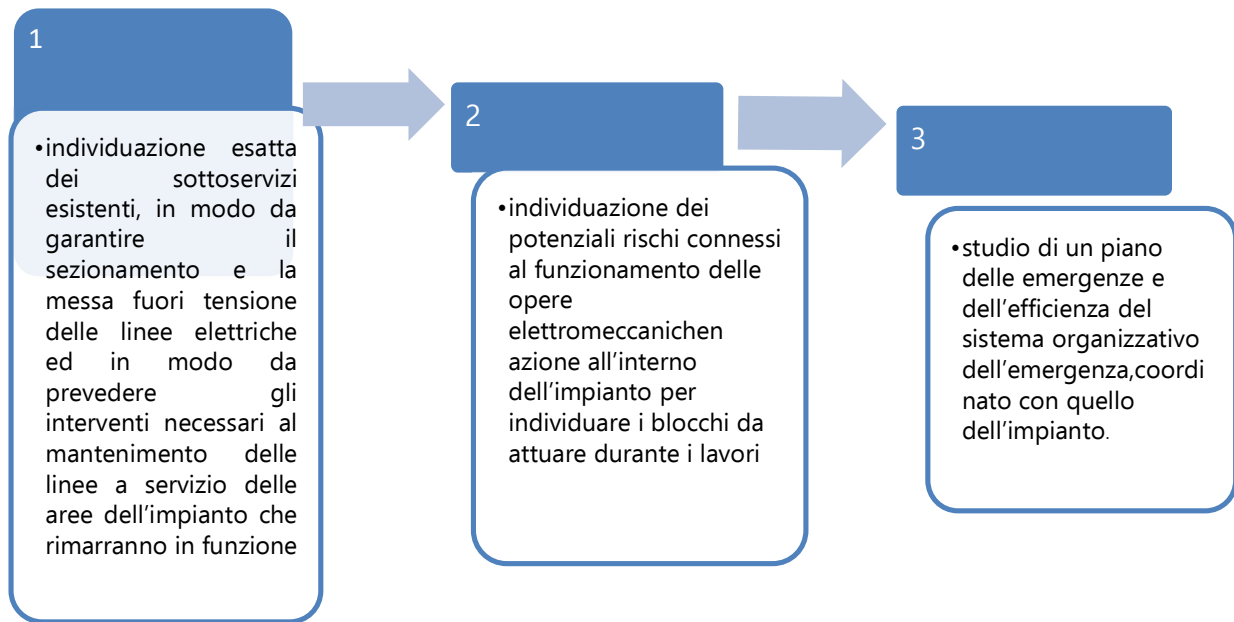 1
•individuazione esatta
dei sottoservizi
esistenti, in modo da
garantire il
sezionamento e la
messa fuori tensione
delle linee elettriche
ed in modo da
prevedere gli
interventi necessari al
mantenimento delle
linee a servizio delle
aree dell’impianto che
rimarranno in funzione
2
•individuazione dei
potenziali rischi connessi
al funzionamento delle
opere
elettromeccanichen
azione all’interno
dell’impianto per
individuare i blocchi da
attuare durante i lavori
3
•studio di un piano
delle emergenze e
dell’efficienza del
sistema organizzativo
dell’emergenza,coordi
nato con quello
dell’impianto.